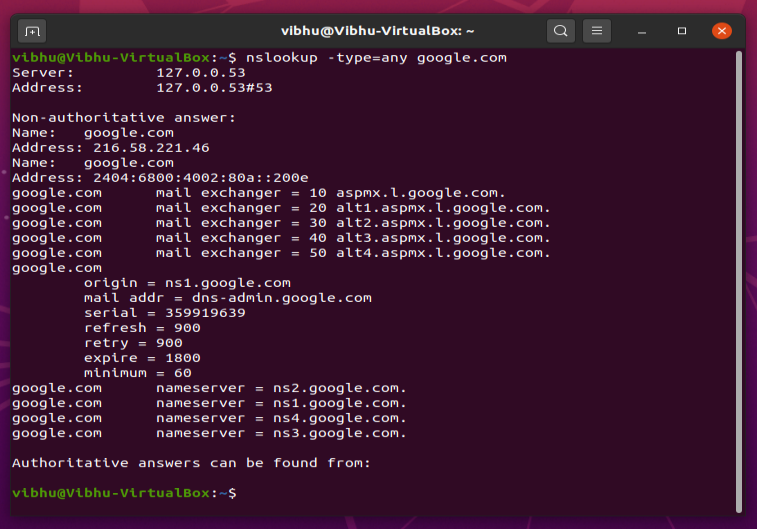 vibhu@Vibhu-VirtualBox: ~
vibhu@Vibhu-VirtualBox:~$ nslookup -type=any google.com
Server:         127.0.0.53
Address:        127.0.0.53#53

Non-authoritative answer:
Name:   google.com
Address: 216.58.221.46
Name:   google.com
Address: 2404:6800:4002:80a::200e
google.com      mail exchanger = 10 aspmx.l.google.com.
google.com      mail exchanger = 20 alt1.aspmx.l.google.com.
google.com      mail exchanger = 30 alt2.aspmx.l.google.com.
google.com      mail exchanger = 40 alt3.aspmx.l.google.com.
google.com      mail exchanger = 50 alt4.aspmx.l.google.com.
google.com
        origin = ns1.google.com
        mail addr = dns-admin.google.com
        serial = 359919639
        refresh = 900
        retry = 900
        expire = 1800
        minimum = 60
google.com      nameserver = ns2.google.com.
google.com      nameserver = ns1.google.com.
google.com      nameserver = ns4.google.com.
google.com      nameserver = ns3.google.com.

Authoritative answers can be found from:

vibhu@Vibhu-VirtualBox:~$